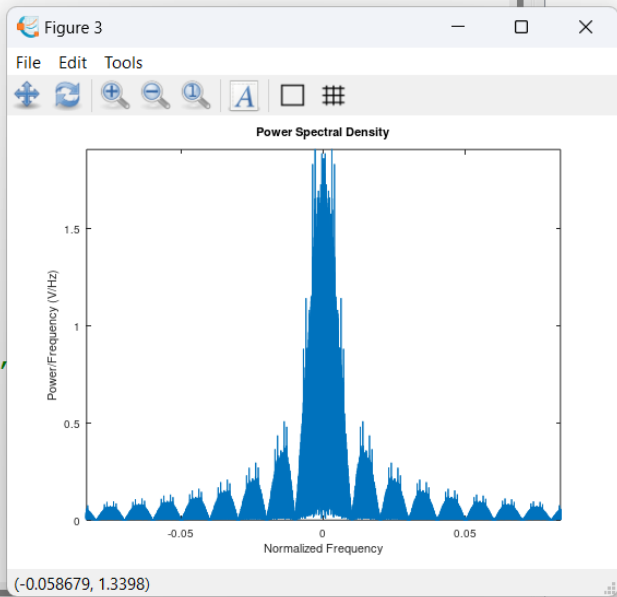 Figure 3
File Edit Tools
1
A
Power Spectral Density
1.5
1
0.5
0
Power/Frequency (V/Hz)
-0.05 0 0.05
Normalized Frequency
(-0.058679, 1.3398)